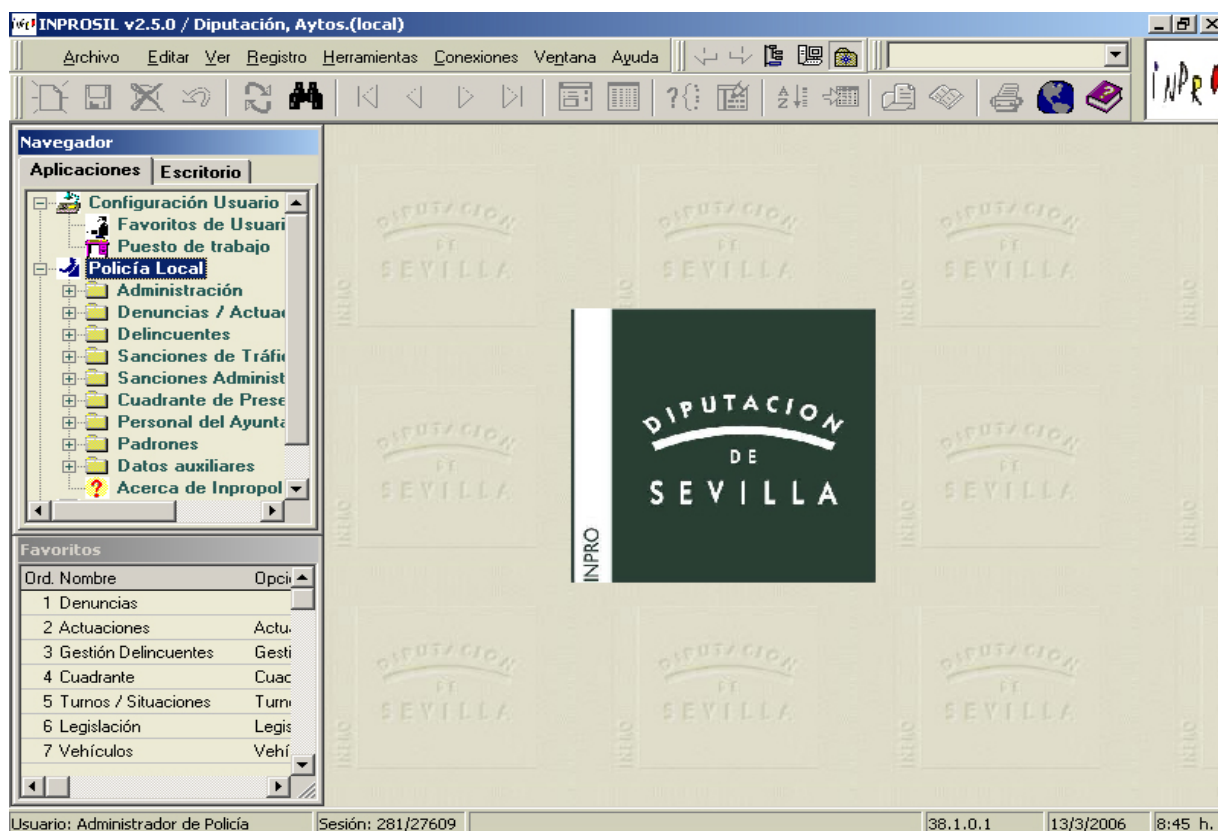 INPROSIL v2.5.0 / Diputación, Aytos.(local)
Archivo Editar Ver Registro Herramientas Conexiones Ventana Ayuda
inPR
Navegador
Aplicaciones Escritorio
Configuración Usuario
Favoritos de Usuari
Puesto de trabajo
Policía Local
Administración
Denuncias / Actua
Delincuentes
Sanciones de Tráfi
Sanciones Administ
Cuadrante de Prese
Personal del Ayunta
Padrones
Datos auxiliares
Acerca de Inpropol
Favoritos
Ord. Nombre Opci
1 Denuncias
2 Actuaciones Actu
3 Gestión Delincuentes Gesti
4 Cuadrante Cuac
5 Turnos / Situaciones Turn
6 Legislación Legis
7 Vehículos Vehí
DIPUTACION
DE
SEVILLA
INPRO
Usuario: Administrador de Policía Sesión: 281/27609 38.1.0.1 13/3/2006 8:45 h.